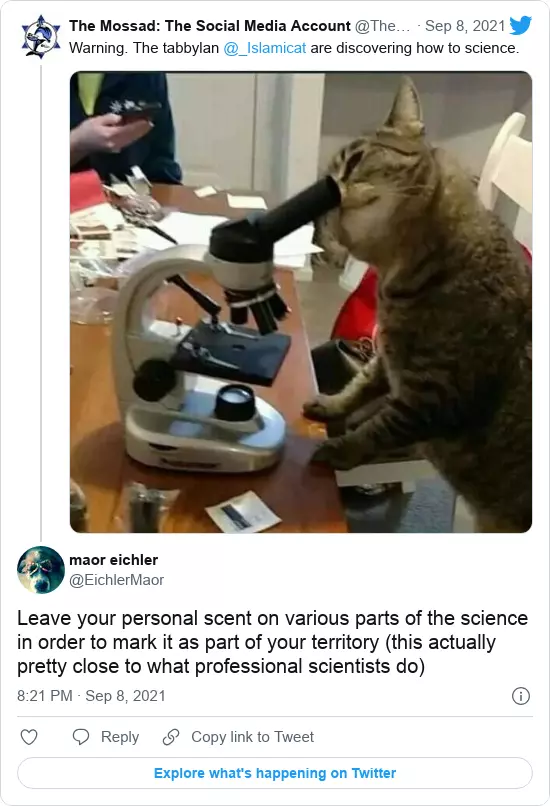 The Mossad: The Social Media Account @The... · Sep 8, 2021
Warning. The tabbylan @_Islamicat are discovering how to science.
maor eichler
@EichlerMaor
Leave your personal scent on various parts of the science
in order to mark it as part of your territory (this actually
pretty close to what professional scientists do)
8:21 PM · Sep 8, 2021
Reply
Copy link to Tweet
Explore what's happening on Twitter